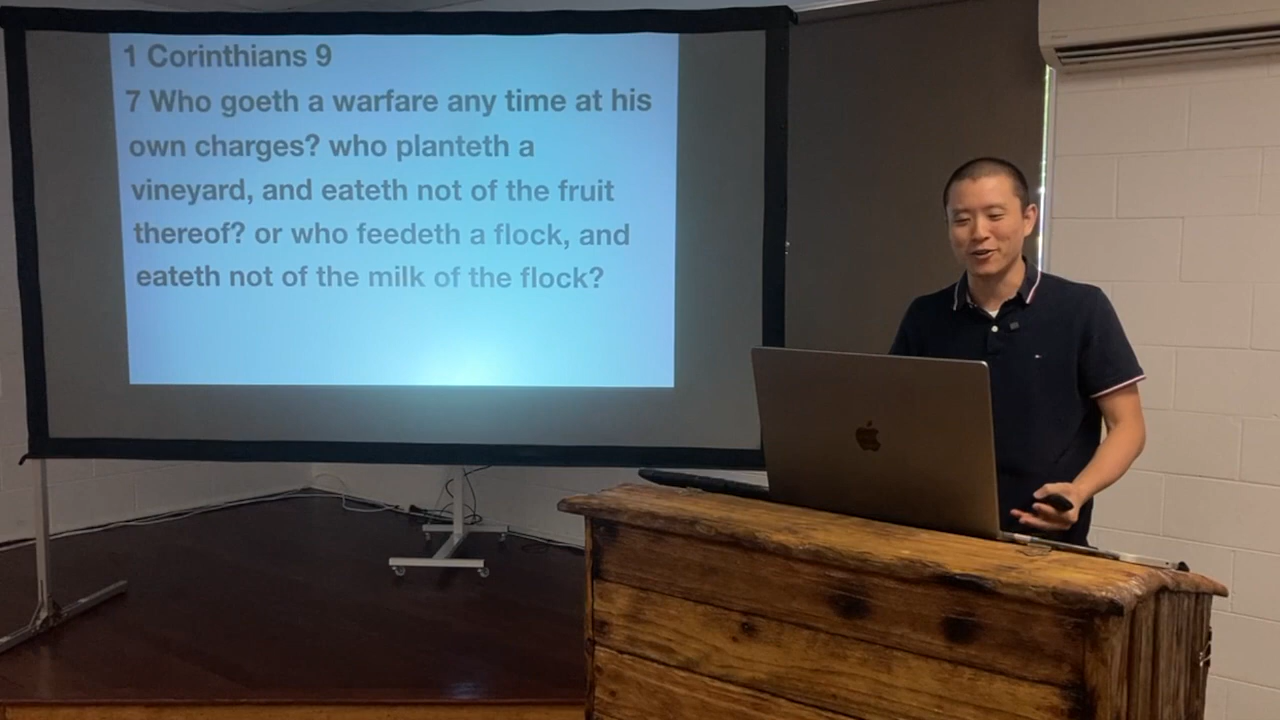 1 Corinthians 9
7 Who goeth a warfare any time at his
own charges? who planteth a
vineyard, and eateth not of the fruit
thereof? or who feedeth a flock, and
eateth not of the milk of the flock?